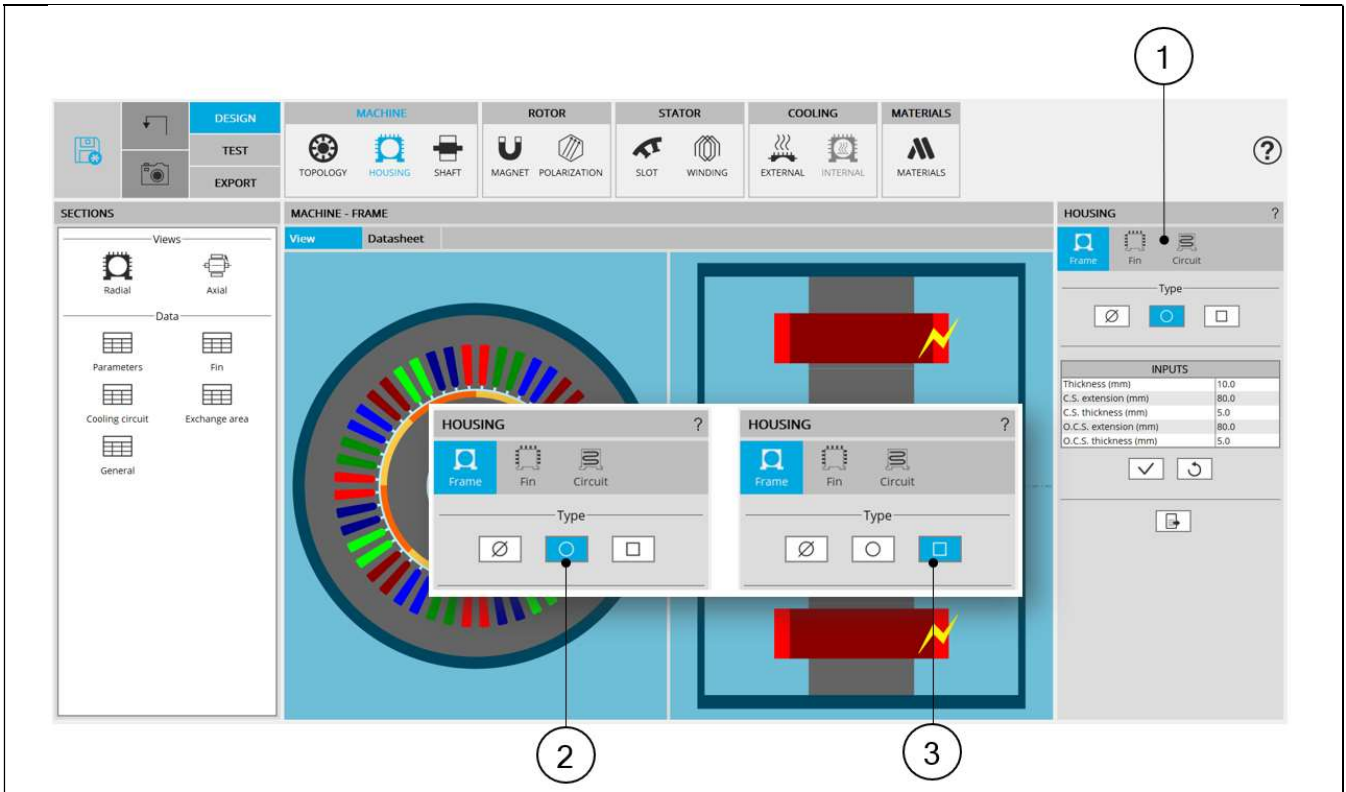 1
DESIGN
TEST
EXPORT
MACHINE
TOPOLOGY
HOUSING
SHAFT
ROTOR
MAGNET
POLARIZATION
STATOR
SLOT
WINDING
COOLING
EXTERNAL
INTERNAL
MATERIALS
MATERIALS
?
SECTIONS
Views
Radial
Axial
Data
Parameters
Fin
Cooling circuit
Exchange area
General
MACHINE - FRAME
View
Datasheet
HOUSING ?
Frame
Fin
Circuit
Type
HOUSING ?
Frame
Fin
Circuit
Type
HOUSING ?
Frame
Fin
Circuit
Type
INPUTS
Thickness (mm) 10.0
C.S. extension (mm) 80.0
C.S. thickness (mm) 5.0
O.C.S. extension (mm) 80.0
O.C.S. thickness (mm) 5.0
2
3